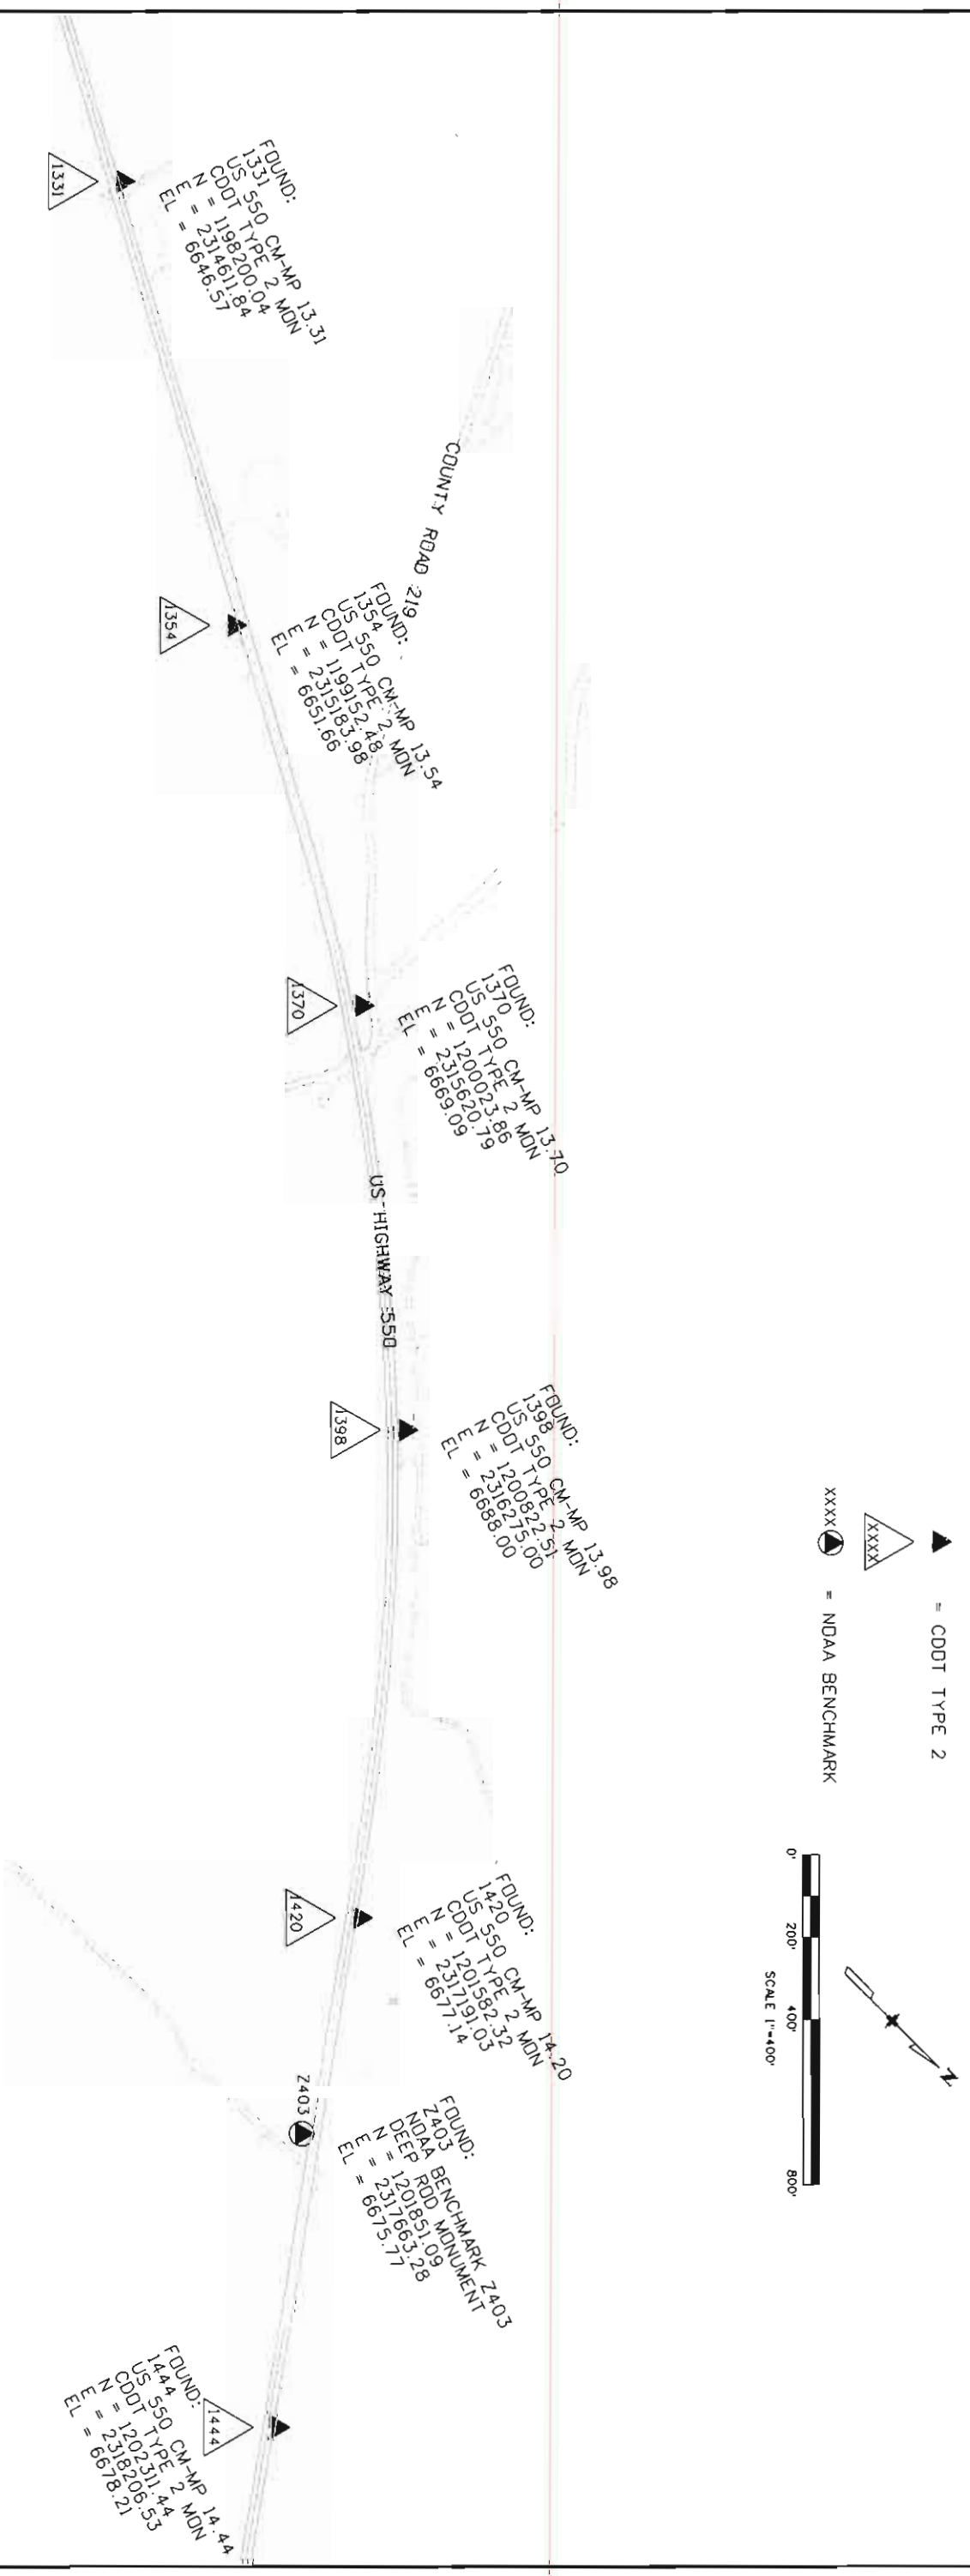 FOUND:
1331
US 550 CM-MP 13.31
CDOT TYPE 2 MON
N = 1198200.04
E = 2314611.84
EL = 6646.57
1331
COUNTY ROAD 219
FOUND:
1354
US 550 CM-MP 13.54
CDOT TYPE 2 MON
N = 1199152.48
E = 2315183.98
EL = 6651.66
1354
FOUND:
1370
US 550 CM-MP 13.70
CDOT TYPE 2 MON
N = 1200023.86
E = 2315620.79
EL = 6669.09
1370
US HIGHWAY 550
FOUND:
1398
US 550 CM-MP 13.98
CDOT TYPE 2 MON
N = 1200822.51
E = 2316275.00
EL = 6688.00
1398
= CDOT TYPE 2
XXXX
XXXX
= NOAA BENCHMARK
0'
200'
400'
800'
SCALE 1"=400'
N
FOUND:
1420
US 550 CM-MP 14.20
CDOT TYPE 2 MON
N = 1201582.32
E = 2317191.03
EL = 6677.14
1420
Z403
FOUND:
Z403
NOAA BENCHMARK Z403
DEEP ROD MONUMENT
N = 1201851.09
E = 2317663.28
EL = 6675.77
FOUND:
1444
US 550 CM-MP 14.44
CDOT TYPE 2 MON
N = 1202311.44
E = 2318206.53
EL = 6678.21
1444